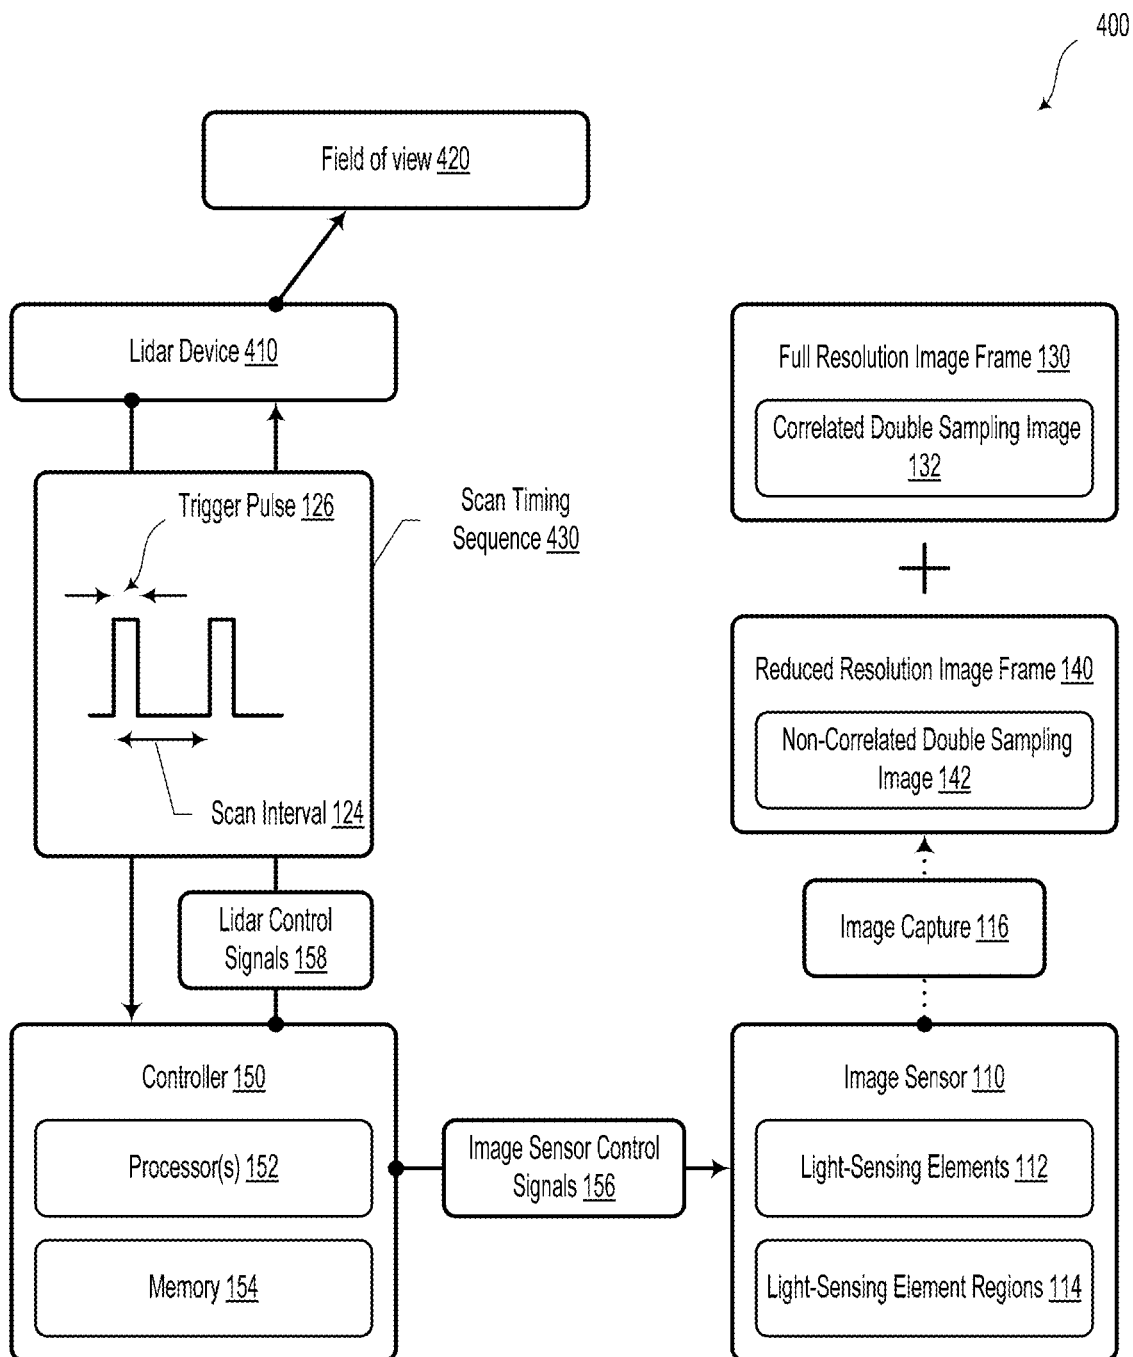 400
Field of view 420
Lidar Device 410
Trigger Pulse 126
Scan Interval 124
Scan Timing
Sequence 430
Lidar Control
Signals 158
Controller 150
Processor(s) 152
Memory 154
Image Sensor Control
Signals 156
Full Resolution Image Frame 130
Correlated Double Sampling Image
132
Reduced Resolution Image Frame 140
Non-Correlated Double Sampling
Image 142
Image Capture 116
Image Sensor 110
Light-Sensing Elements 112
Light-Sensing Element Regions 114